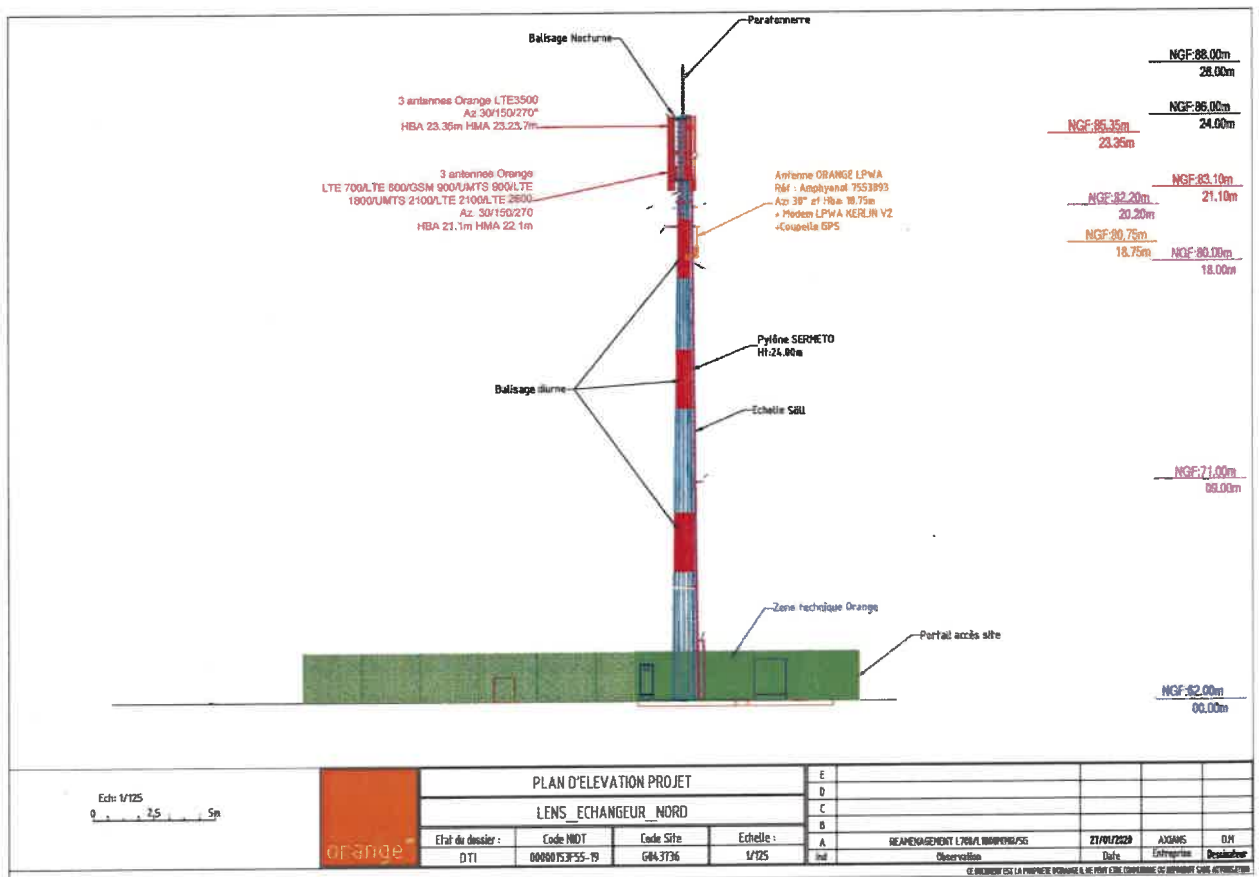 Paratonnerre
Balisage Nocturne
NGF:88.00m
26.00m
3 antennes Orange LTE3500
Az 30/150/270°
HBA 23.35m HMA 23.23.7m
NGF:86.00m
24.00m
NGF:85.35m
23.35m
3 antennes Orange
LTE 700/LTE 800/GSM 900/UMTS 900/LTE
1800/UMTS 2100/LTE 2100/LTE 2600
Az. 30/150/270
HBA 21.1m HMA 22.1m
Antenne ORANGE LPWA
Réf : Amphyenol 7553893
Az: 30° et Hba 18.75m
+ Modem LPWA KERLIN V2
+Coupelle GPS
NGF:83.10m
21.10m
NGF:82.20m
20.20m
NGF:80.75m
18.75m
NGF:80.00m
18.00m
Pylône SERMETO
Ht:24.00m
Balisage diurne
Echelle Söll
NGF:71.00m
09.00m
Zone technique Orange
Portail accès site
NGF:62.00m
00.00m
Ech: 1/125
0 2,5 5m
orange
PLAN D'ELEVATION PROJET
LENS_ECHANGEUR_NORD
Etat du dossier :
Code NIDT
Code Site
Echelle :
DTI
00000153F55-19
G843736
1/125
E
D
C
B
A
27/01/2020
AXIANS
D.M
Ind
Observation
Date
Entreprise
Dessinateur